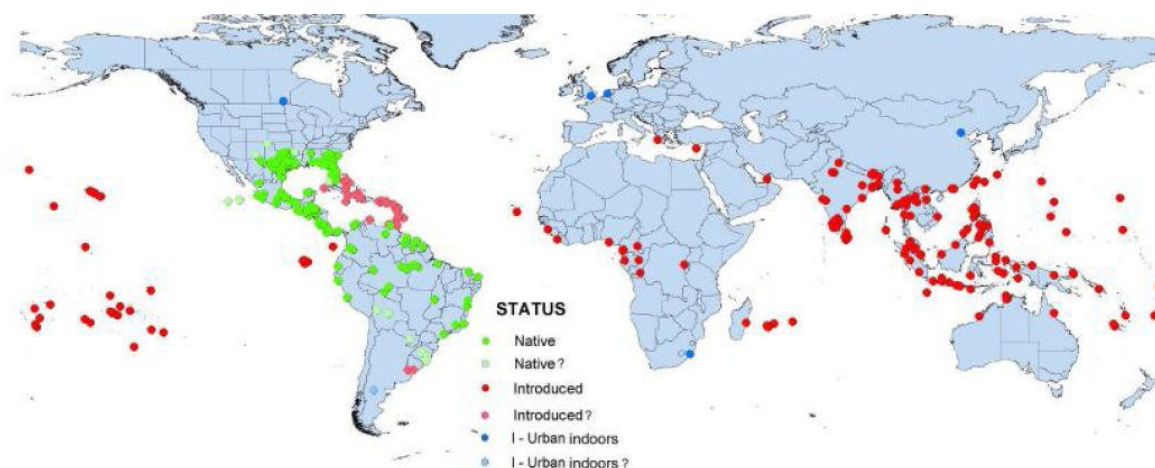 STATUS
Native
Native ?
Introduced
Introduced ?
I - Urban indoors
I - Urban indoors ?